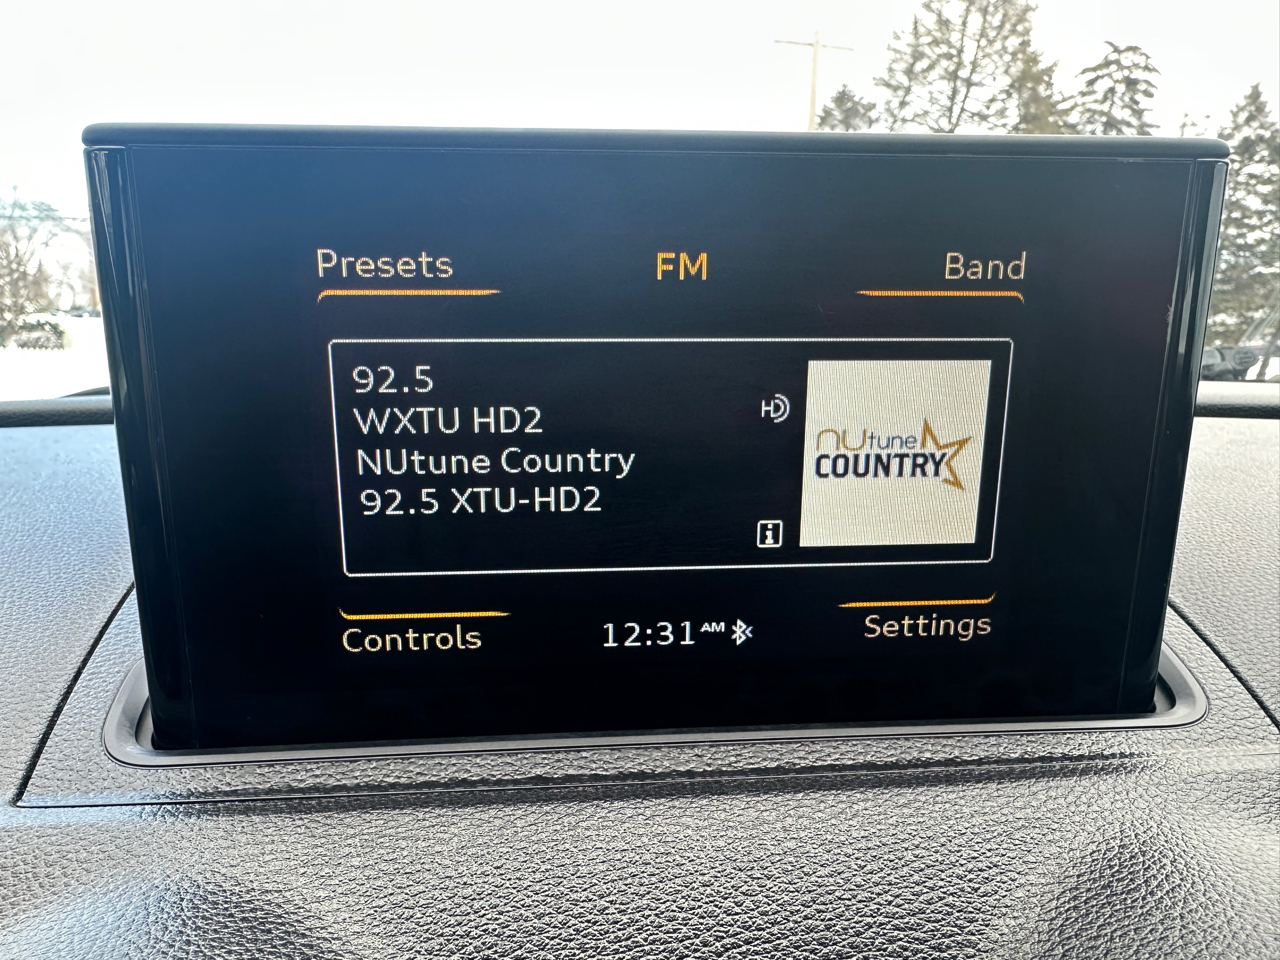 Presets
FM
Band
92.5
WXTU HD2
NUtune Country
92.5 XTU-HD2
HD
i
NUtune
COUNTRY
Controls
12:31 AM
Settings